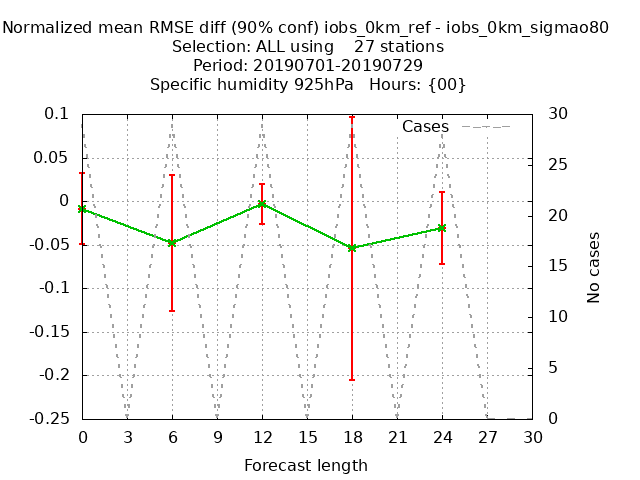 Normalized mean RMSE diff (90% conf) iobs_0km_ref - iobs_0km_sigmao80
Selection: ALL using    27 stations
Period: 20190701-20190729
Specific humidity 925hPa   Hours: {00}
0.1
0.05
0
-0.05
-0.1
-0.15
-0.2
-0.25
Cases
30
25
20
15
10
5
0
No cases
0 3 6 9 12 15 18 21 24 27 30
Forecast length